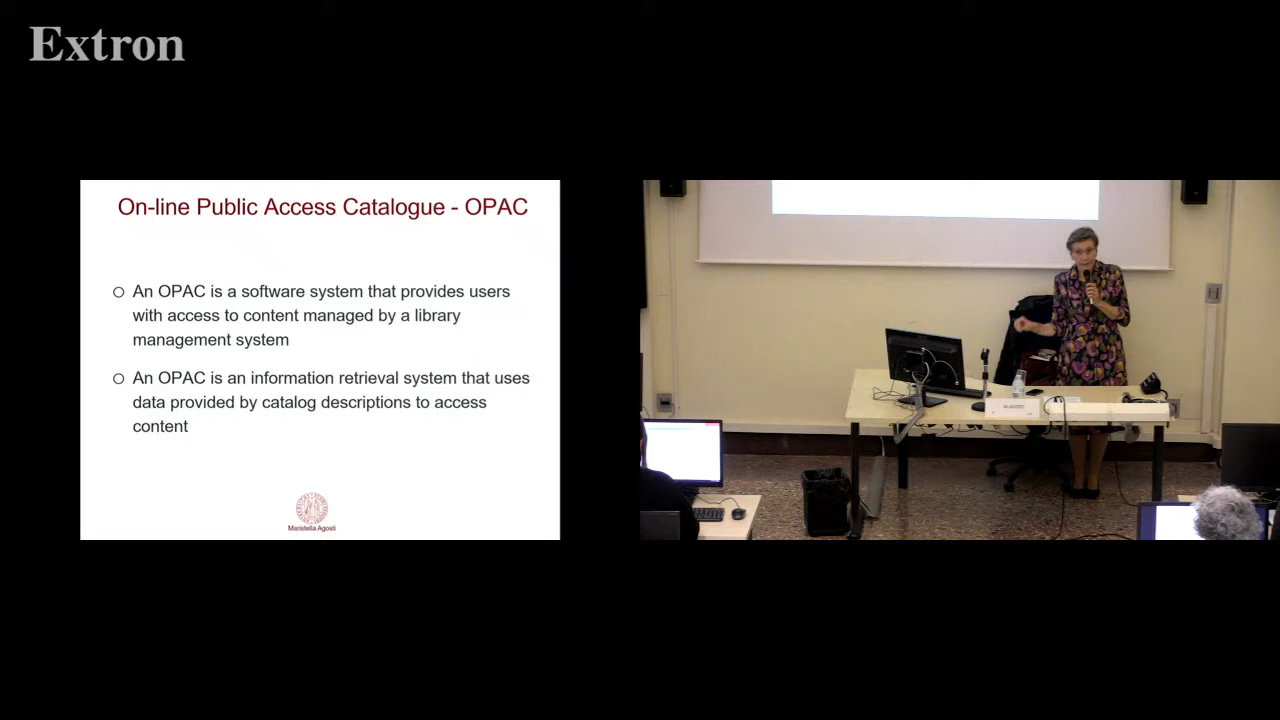 Extron
On-line Public Access Catalogue - OPAC
An OPAC is a software system that provides users
with access to content managed by a library
management system
An OPAC is an information retrieval system that uses
data provided by catalog descriptions to access
content
Maristella Agosti
M. AGOSTI